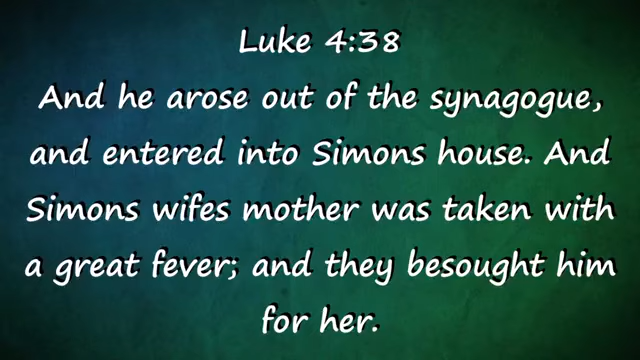 Luke 4:38
And he arose out of the synagogue,
and entered into Simons house. And
Simons wifes mother was taken with
a great fever; and they besought him
for her.